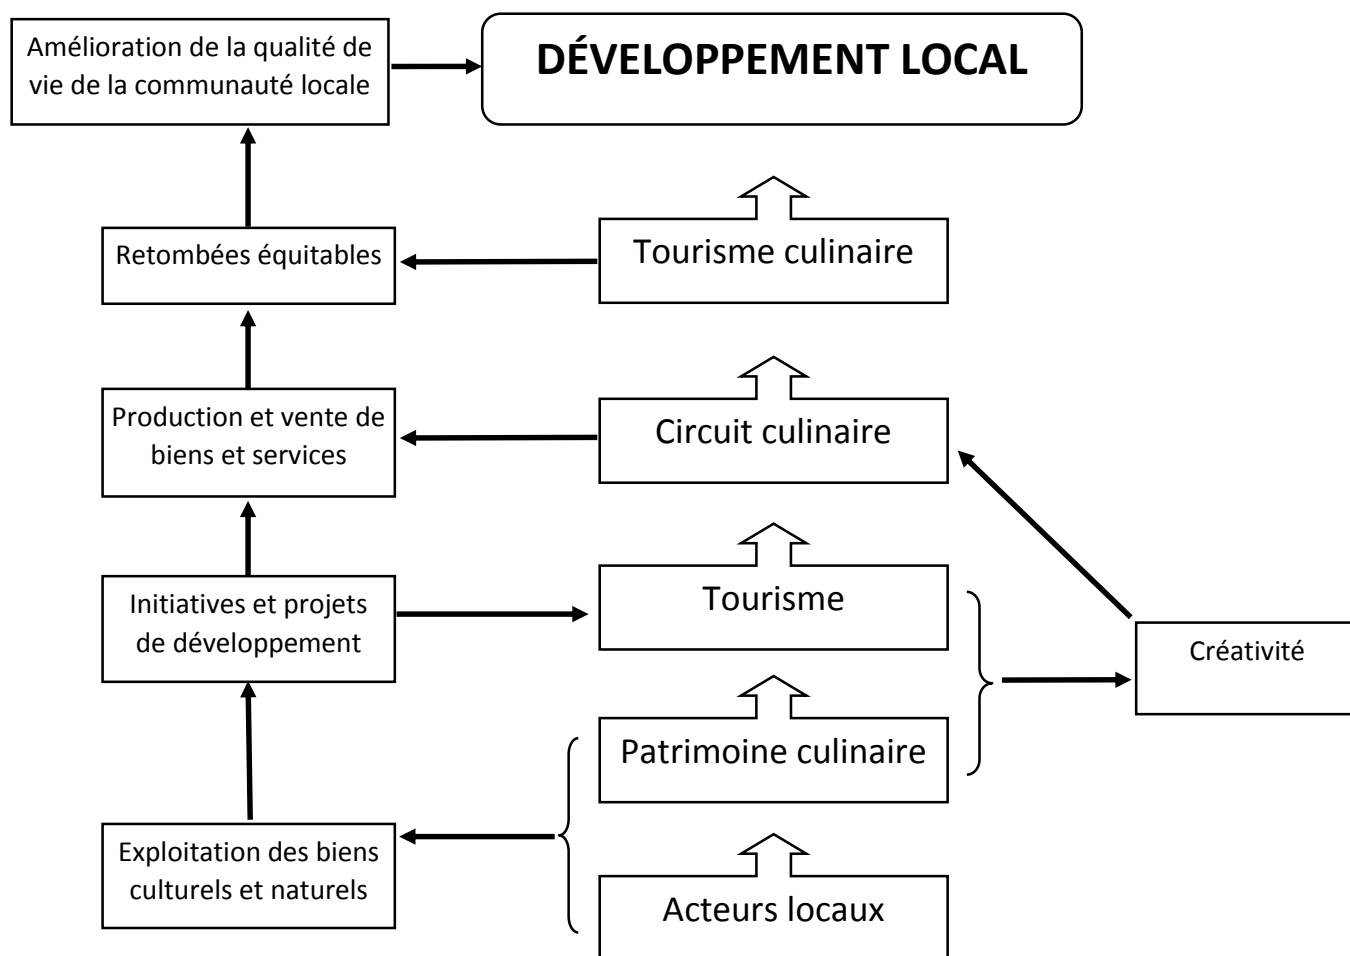 Amélioration de la qualité de
vie de la communauté locale
DÉVELOPPEMENT LOCAL
Retombées équitables
Tourisme culinaire
Production et vente de
biens et services
Circuit culinaire
Initiatives et projets
de développement
Tourisme
Créativité
Patrimoine culinaire
Exploitation des biens
culturels et naturels
Acteurs locaux